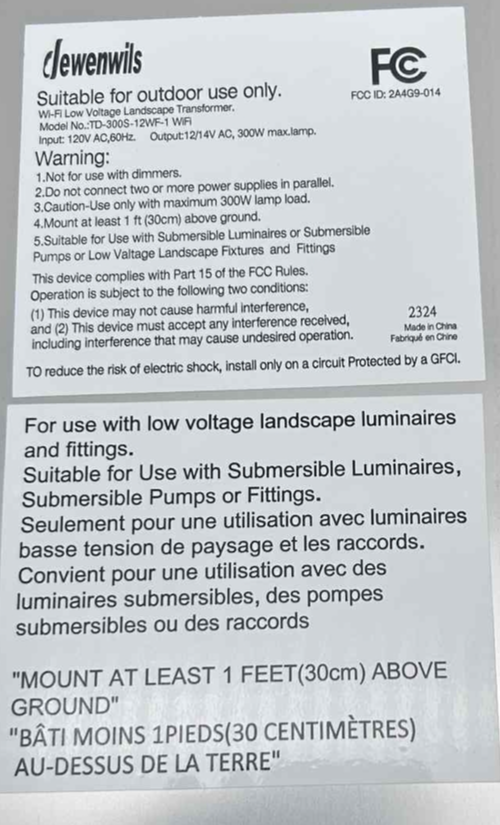 dewenwils
FC
Suitable for outdoor use only.
FCC ID: 2A4G9-014
Wi-Fi Low Voltage Landscape Transformer.
Model No.:TD-300S-12WF-1 WiFi
Input: 120V AC,60Hz. Output:12/14V AC, 300W max.lamp.
Warning:
1.Not for use with dimmers.
2.Do not connect two or more power supplies in parallel.
3.Caution-Use only with maximum 300W lamp load.
4.Mount at least 1 ft (30cm) above ground.
5.Suitable for Use with Submersible Luminaires or Submersible
Pumps or Low Valtage Landscape Fixtures and Fittings
This device complies with Part 15 of the FCC Rules.
Operation is subject to the following two conditions:
(1) This device may not cause harmful interference,
and (2) This device must accept any interference received,
including interference that may cause undesired operation.
2324
Made in China
Fabriqué en Chine
TO reduce the risk of electric shock, install only on a circuit Protected by a GFCI.
For use with low voltage landscape luminaires
and fittings.
Suitable for Use with Submersible Luminaires,
Submersible Pumps or Fittings.
Seulement pour une utilisation avec luminaires
basse tension de paysage et les raccords.
Convient pour une utilisation avec des
luminaires submersibles, des pompes
submersibles ou des raccords
"MOUNT AT LEAST 1 FEET(30cm) ABOVE
GROUND"
"BÂTI MOINS 1PIEDS(30 CENTIMÈTRES)
AU-DESSUS DE LA TERRE"